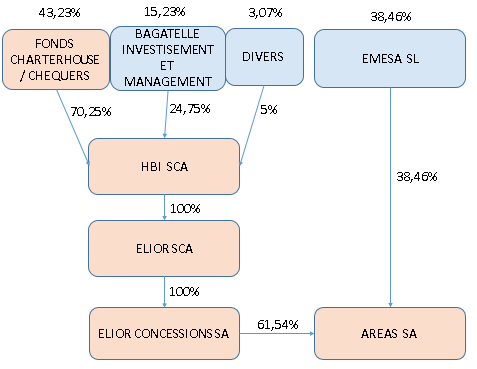 43,23%
15,23%
3,07%
38,46%
FONDS
CHARTERHOUSE
/ CHEQUERS
BAGATELLE
INVESTISEMENT
ET
MANAGEMENT
DIVERS
EMESA SL
70,25%
24,75%
5%
HBI SCA
38,46%
100%
ELIOR SCA
100%
ELIOR CONCESSIONS SA
61,54%
AREAS SA